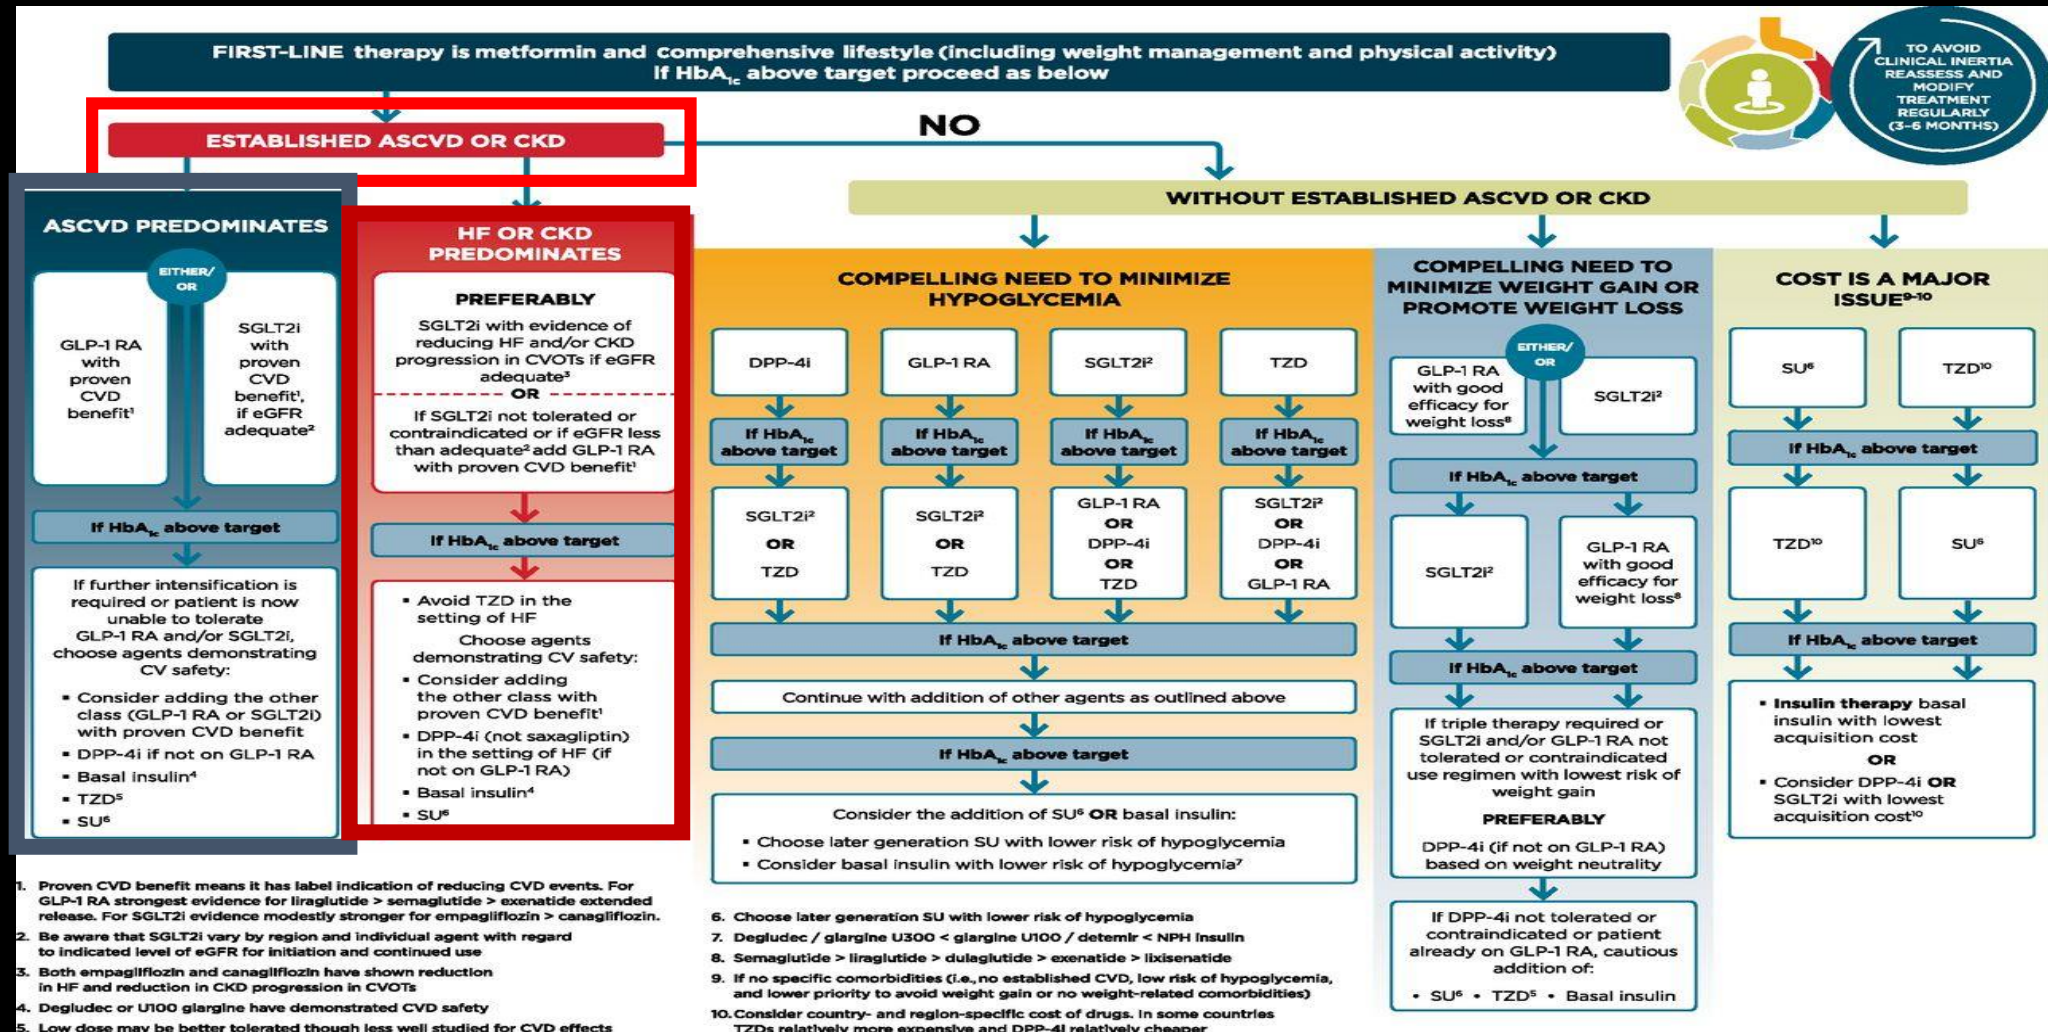 FIRST-LINE therapy is metformin and comprehensive lifestyle (including weight management and physical activity)
If HbA1c above target proceed as below
TO AVOID
CLINICAL INERTIA
REASSESS AND
MODIFY
TREATMENT
REGULARLY
(3-6 MONTHS)
ESTABLISHED ASCVD OR CKD
NO
WITHOUT ESTABLISHED ASCVD OR CKD
ASCVD PREDOMINATES
EITHER/
OR
GLP-1 RA
with
proven
CVD
benefit¹
SGLT2i
with
proven
CVD
benefit¹,
if eGFR
adequate²
If HbA1c above target
If further intensification is
required or patient is now
unable to tolerate
GLP-1 RA and/or SGLT2i,
choose agents demonstrating
CV safety:
▪ Consider adding the other
class (GLP-1 RA or SGLT2i)
with proven CVD benefit
▪ DPP-4i if not on GLP-1 RA
▪ Basal insulin⁴
▪ TZD⁵
▪ SU⁶
HF OR CKD
PREDOMINATES
PREFERABLY
SGLT2i with evidence of
reducing HF and/or CKD
progression in CVOTs if eGFR
adequate³
OR
If SGLT2i not tolerated or
contraindicated or if eGFR less
than adequate² add GLP-1 RA
with proven CVD benefit¹
If HbA1c above target
▪ Avoid TZD in the
setting of HF
Choose agents
demonstrating CV safety:
▪ Consider adding
the other class with
proven CVD benefit¹
▪ DPP-4i (not saxagliptin)
in the setting of HF (if
not on GLP-1 RA)
▪ Basal insulin⁴
▪ SU⁶
COMPELLING NEED TO MINIMIZE
HYPOGLYCEMIA
DPP-4i
GLP-1 RA
SGLT2i²
TZD
If HbA1c
above target
If HbA1c
above target
If HbA1c
above target
If HbA1c
above target
SGLT2i²
OR
TZD
SGLT2i²
OR
TZD
GLP-1 RA
OR
DPP-4i
OR
TZD
SGLT2i²
OR
DPP-4i
OR
GLP-1 RA
If HbA1c above target
Continue with addition of other agents as outlined above
If HbA1c above target
Consider the addition of SU⁶ OR basal insulin:
▪ Choose later generation SU with lower risk of hypoglycemia
▪ Consider basal insulin with lower risk of hypoglycemia⁷
COMPELLING NEED TO
MINIMIZE WEIGHT GAIN OR
PROMOTE WEIGHT LOSS
EITHER/
OR
GLP-1 RA
with good
efficacy for
weight loss⁸
SGLT2i²
If HbA1c above target
SGLT2i²
GLP-1 RA
with good
efficacy for
weight loss⁸
If HbA1c above target
If triple therapy required or
SGLT2i and/or GLP-1 RA not
tolerated or contraindicated
use regimen with lowest risk of
weight gain
PREFERABLY
DPP-4i (if not on GLP-1 RA)
based on weight neutrality
If DPP-4i not tolerated or
contraindicated or patient
already on GLP-1 RA, cautious
addition of:
• SU⁶ • TZD⁵ • Basal insulin
COST IS A MAJOR
ISSUE⁹⁻¹⁰
SU⁶
TZD¹⁰
If HbA1c above target
TZD¹⁰
SU⁶
If HbA1c above target
▪ Insulin therapy basal
insulin with lowest
acquisition cost
OR
▪ Consider DPP-4i OR
SGLT2i with lowest
acquisition cost¹⁰
1. Proven CVD benefit means it has label indication of reducing CVD events. For
GLP-1 RA strongest evidence for liraglutide > semaglutide > exenatide extended
release. For SGLT2i evidence modestly stronger for empagliflozin > canagliflozin.
2. Be aware that SGLT2i vary by region and individual agent with regard
to indicated level of eGFR for initiation and continued use
3. Both empagliflozin and canagliflozin have shown reduction
in HF and reduction in CKD progression in CVOTs
4. Degludec or U100 glargine have demonstrated CVD safety
5. Low dose may be better tolerated though less well studied for CVD effects
6. Choose later generation SU with lower risk of hypoglycemia
7. Degludec / glargine U300 < glargine U100 / detemir < NPH insulin
8. Semaglutide > liraglutide > dulaglutide > exenatide > lixisenatide
9. If no specific comorbidities (i.e., no established CVD, low risk of hypoglycemia,
and lower priority to avoid weight gain or no weight-related comorbidities)
10. Consider country- and region-specific cost of drugs. In some countries
TZDs relatively more expensive and DPP-4i relatively cheaper